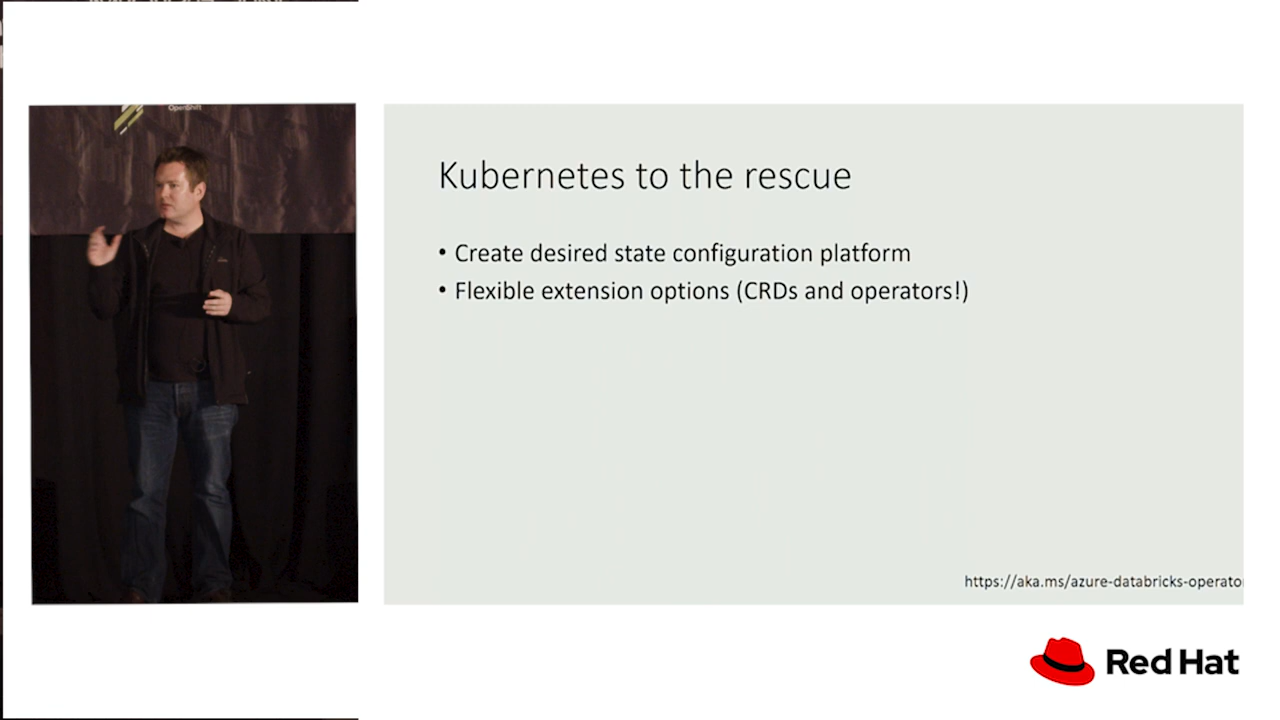 OpenShift
Kubernetes to the rescue
• Create desired state configuration platform
• Flexible extension options (CRDs and operators!)
https://aka.ms/azure-databricks-operato
Red Hat